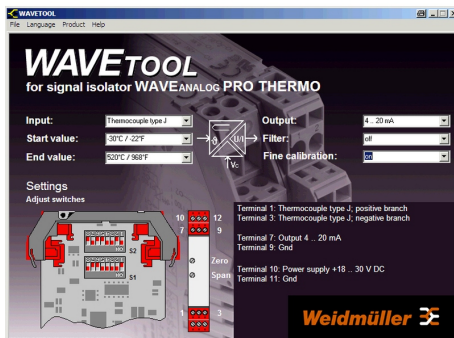 WAVETOOL
File Language Product Help
WAVETOOL
for signal isolator WAVEANALOG PRO THERMO
Input: Thermocouple type J Output: 4 .. 20 mA
Start value: -30°C / -22°F Filter: off
End value: 520°C / 968°F Fine calibration: on
Vc
Settings
Adjust switches
10 12
7 9
S2
S1
Zero
Span
1 3
Terminal 1: Thermocouple type J; positive branch
Terminal 3: Thermocouple type J; negative branch
Terminal 7: Output 4 .. 20 mA
Terminal 9: Gnd
Terminal 10: Power supply +18 .. 30 V DC
Terminal 11: Gnd
Weidmüller